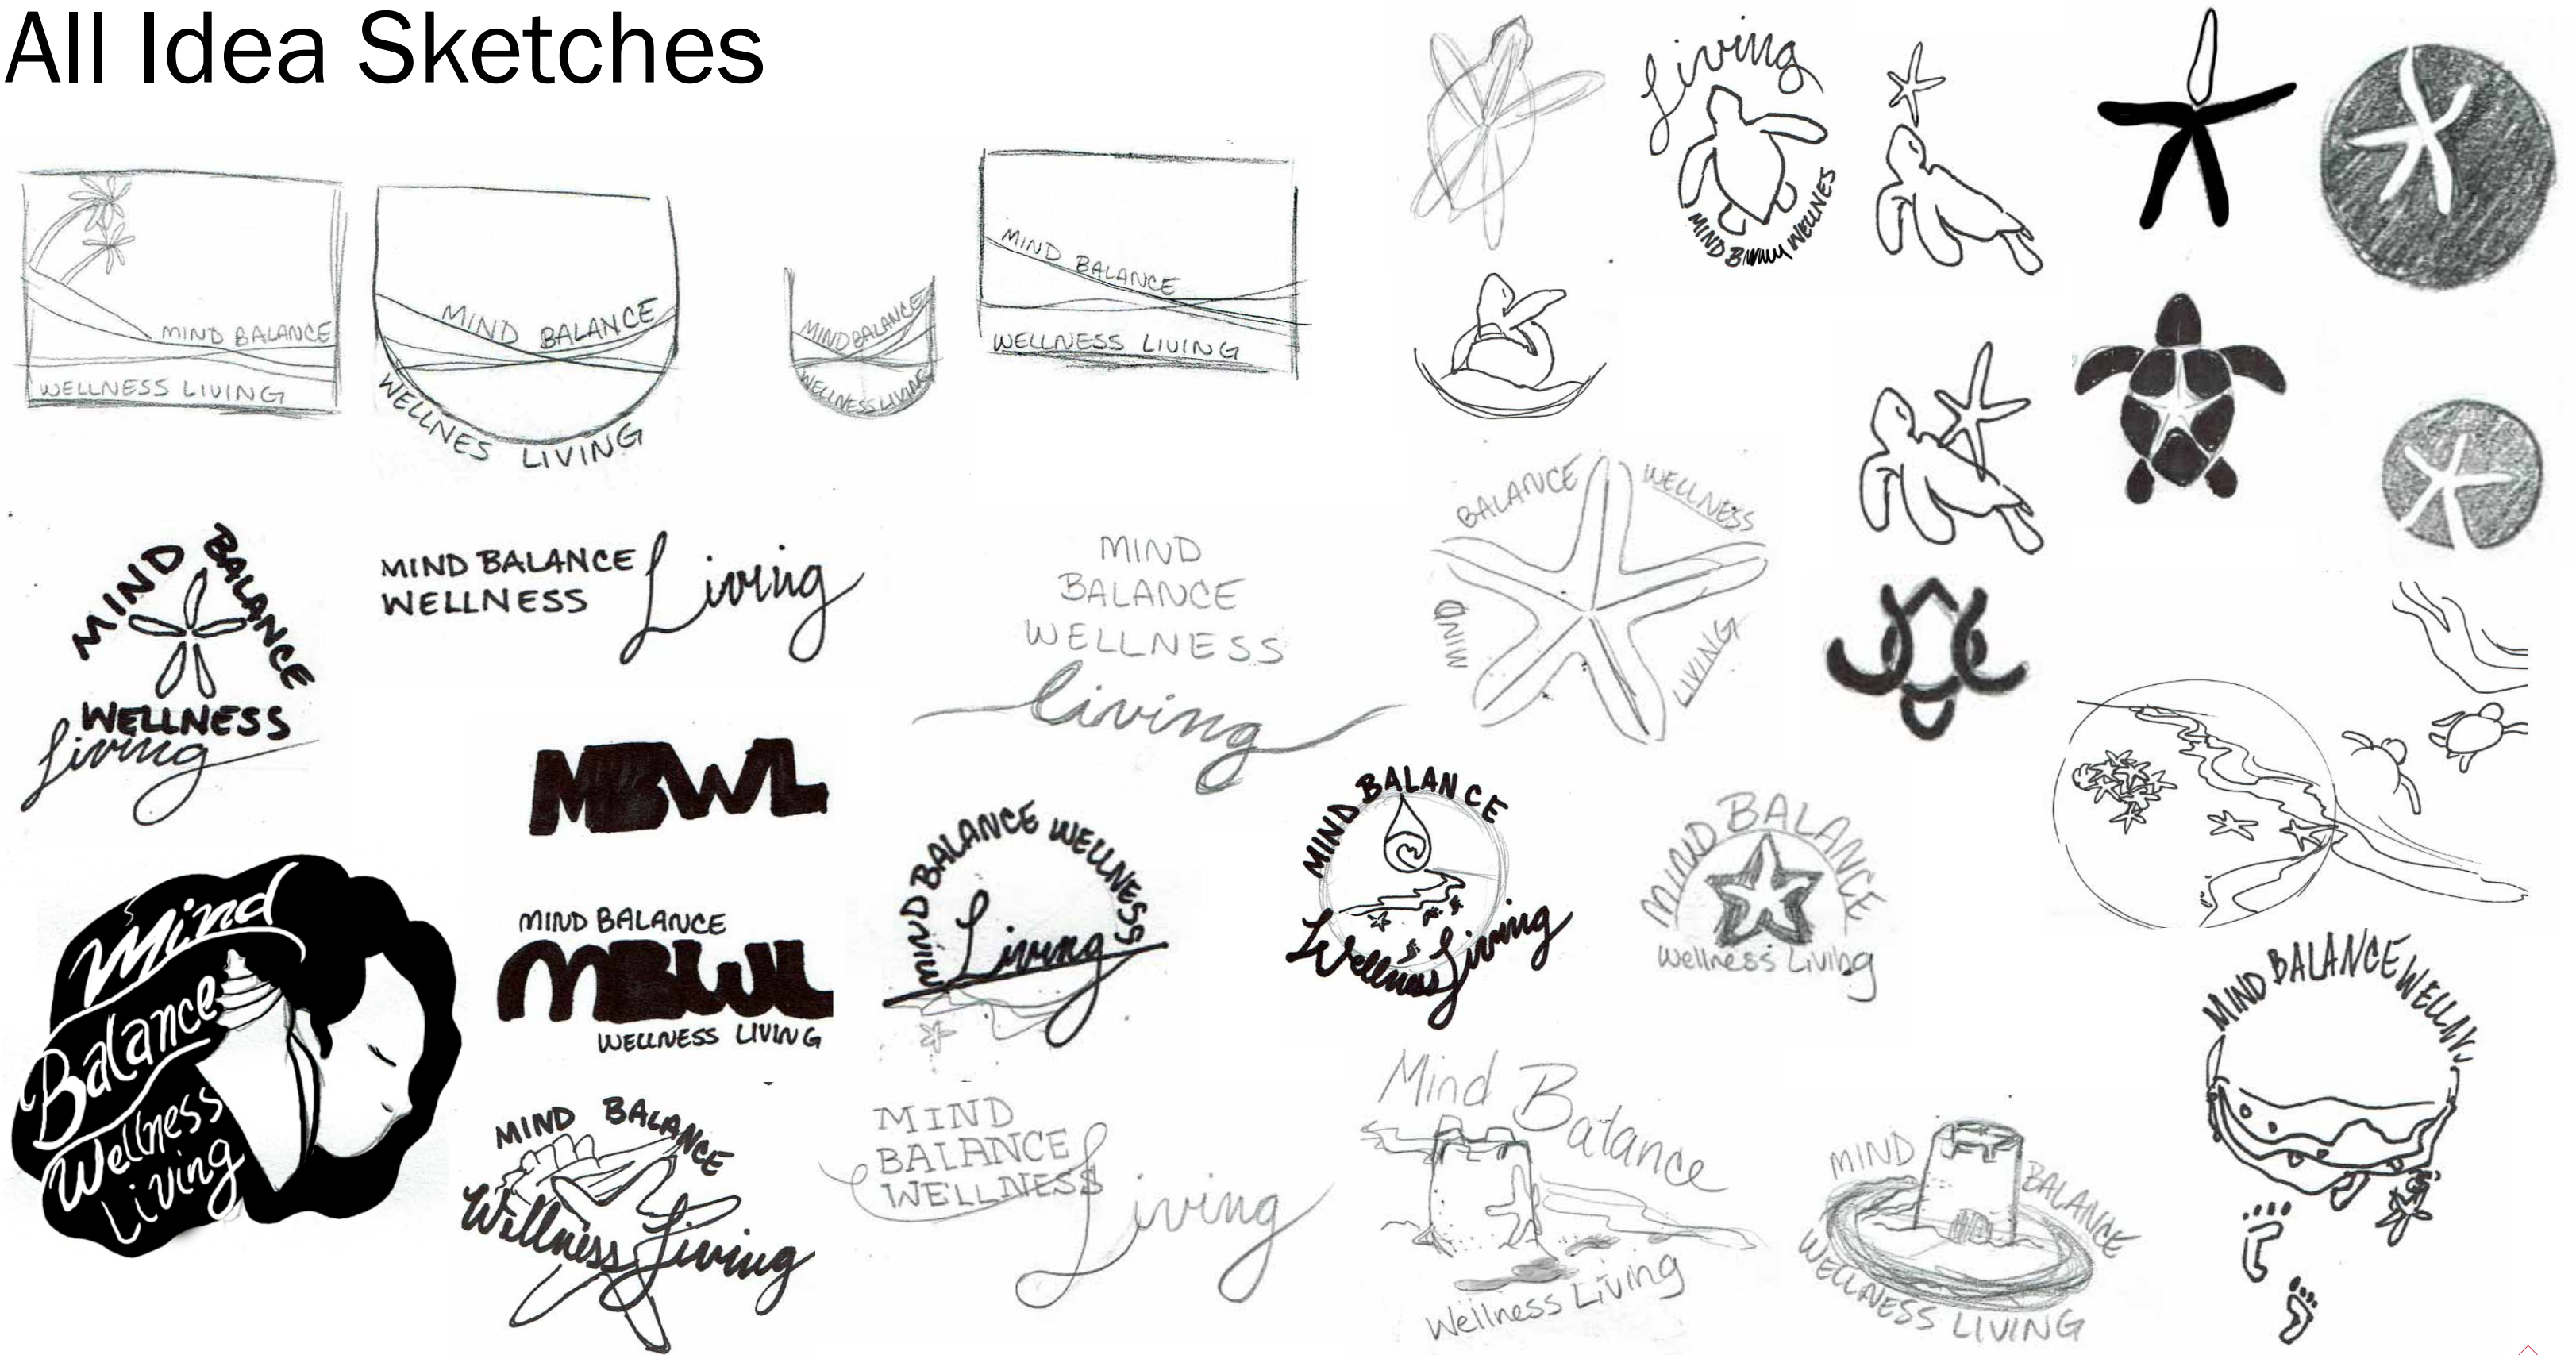 All Idea Sketches
MIND BALANCE
WELLNESS LIVING
MIND BALANCE
WELLNES LIVING
MIND BALANCE
WELLNESS LIVING
MIND BALANCE
WELLNESS LIVING
Living
MIND WELLNES
MIND BALANCE
WELLNESS
Living
MIND BALANCE
WELLNESS Living
MIND
BALANCE
WELLNESS
living
BALANCE WELLNESS
MIND LIVING
MBWL
MIND BALANCE
MBWL
WELLNESS LIVING
MIND BALANCE WELLNESS
Living
MIND BALANCE
Wellness Living
MIND BALANCE
Wellness Living
Mind
Balance
Wellness
Living
MIND BALANCE
Wellness Living
MIND
BALANCE
WELLNESS
Living
Mind Balance
Wellness Living
MIND BALANCE
WELLNESS LIVING
MIND BALANCE